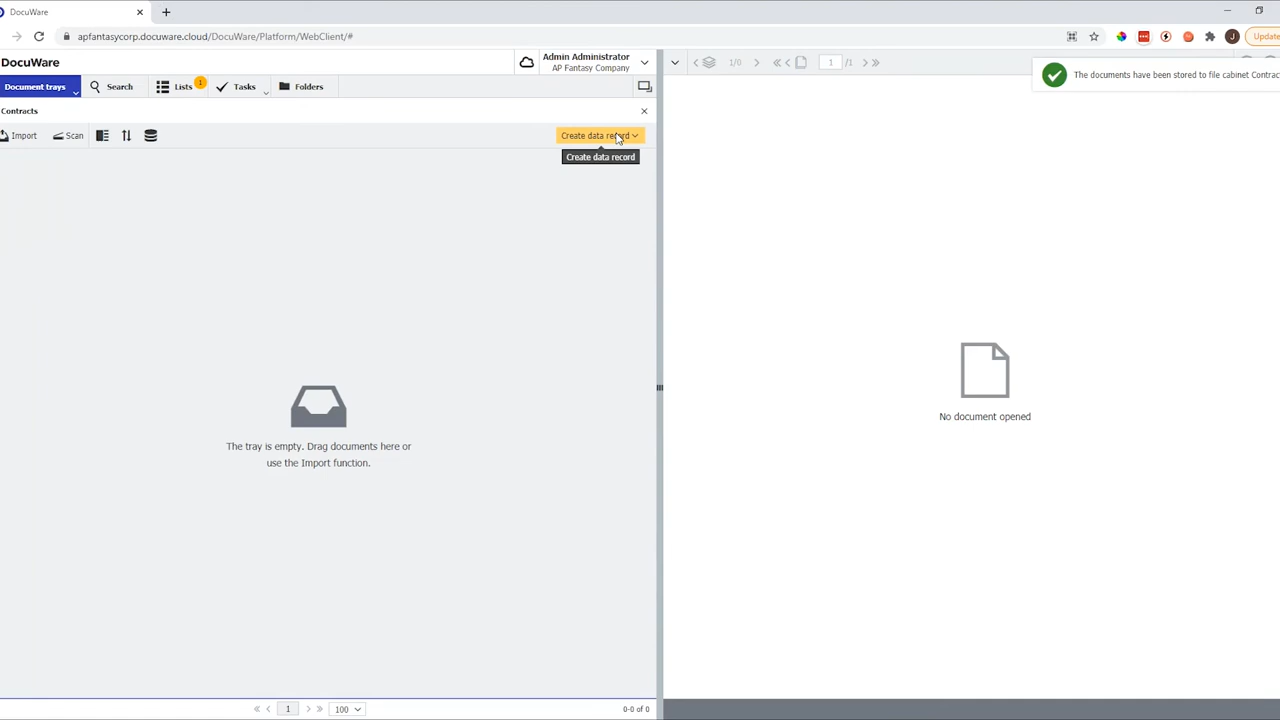 DocuWare
apfantasycorp.docuware.cloud/DocuWare/Platform/WebClient/#
J
Update
DocuWare
Admin Administrator
AP Fantasy Company
1/0
1
/1
The documents have been stored to file cabinet Contrac
Document trays
Search
Lists
1
Tasks
Folders
Contracts
Import
Scan
Create data record
Create data record
The tray is empty. Drag documents here or
use the Import function.
No document opened
1
100
0-0 of 0